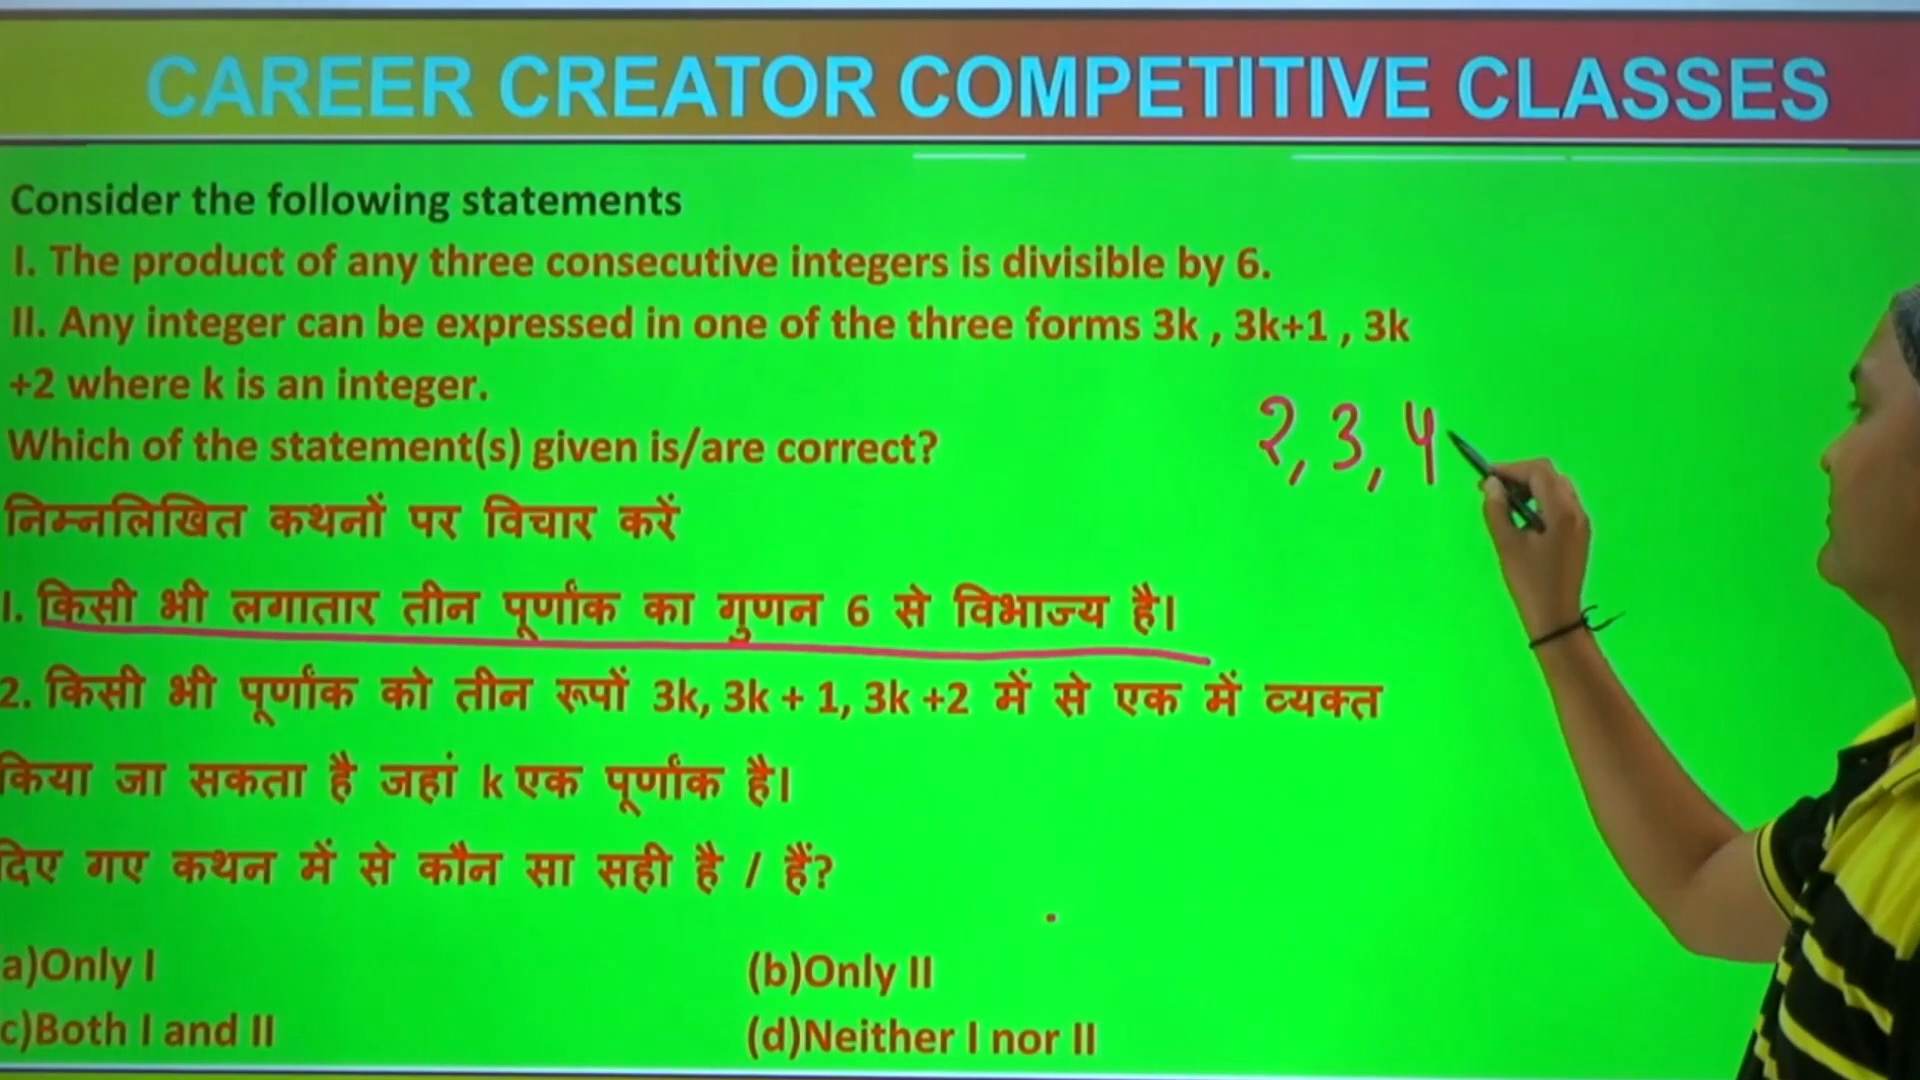 CAREER CREATOR COMPETITIVE CLASSES
Consider the following statements
I. The product of any three consecutive integers is divisible by 6.
II. Any integer can be expressed in one of the three forms 3k , 3k+1 , 3k
+2 where k is an integer.
Which of the statement(s) given is/are correct?
2, 3, 4
निम्नलिखित कथनों पर विचार करें
I. किसी भी लगातार तीन पूर्णांक का गुणन 6 से विभाज्य है।
2. किसी भी पूर्णांक को तीन रूपों 3k, 3k + 1, 3k +2 में से एक में व्यक्त
किया जा सकता है जहां k एक पूर्णांक है।
दिए गए कथन में से कौन सा सही है / हैं?
a)Only I
(b)Only II
c)Both I and II
(d)Neither I nor II